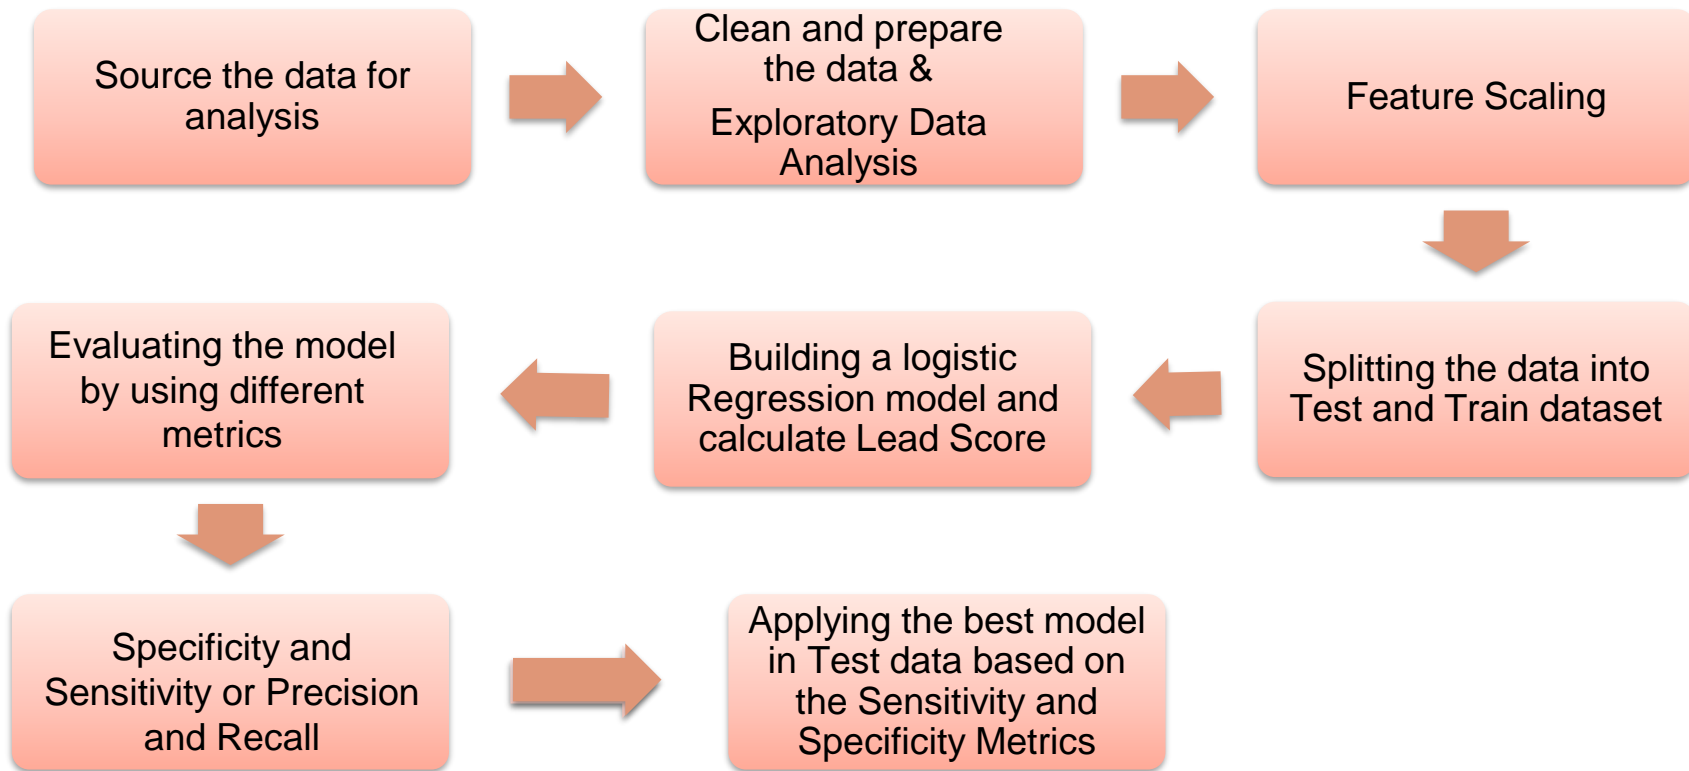 Source the data for
analysis
Clean and prepare
the data &
Exploratory Data
Analysis
Feature Scaling
Splitting the data into
Test and Train dataset
Building a logistic
Regression model and
calculate Lead Score
Evaluating the model
by using different
metrics
Specificity and
Sensitivity or Precision
and Recall
Applying the best model
in Test data based on
the Sensitivity and
Specificity Metrics